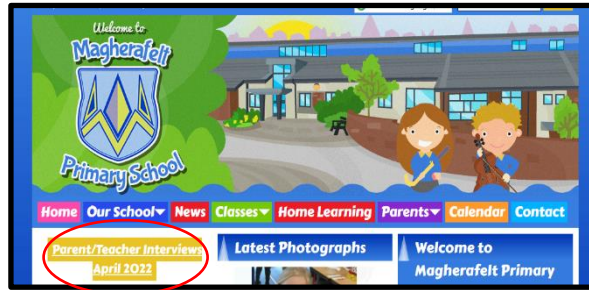 Welcome to
Magherafelt
Primary School
Home Our School News Classes Home Learning Parents Calendar Contact
Parent/Teacher Interviews
April 2022
Latest Photographs
Welcome to
Magherafelt Primary